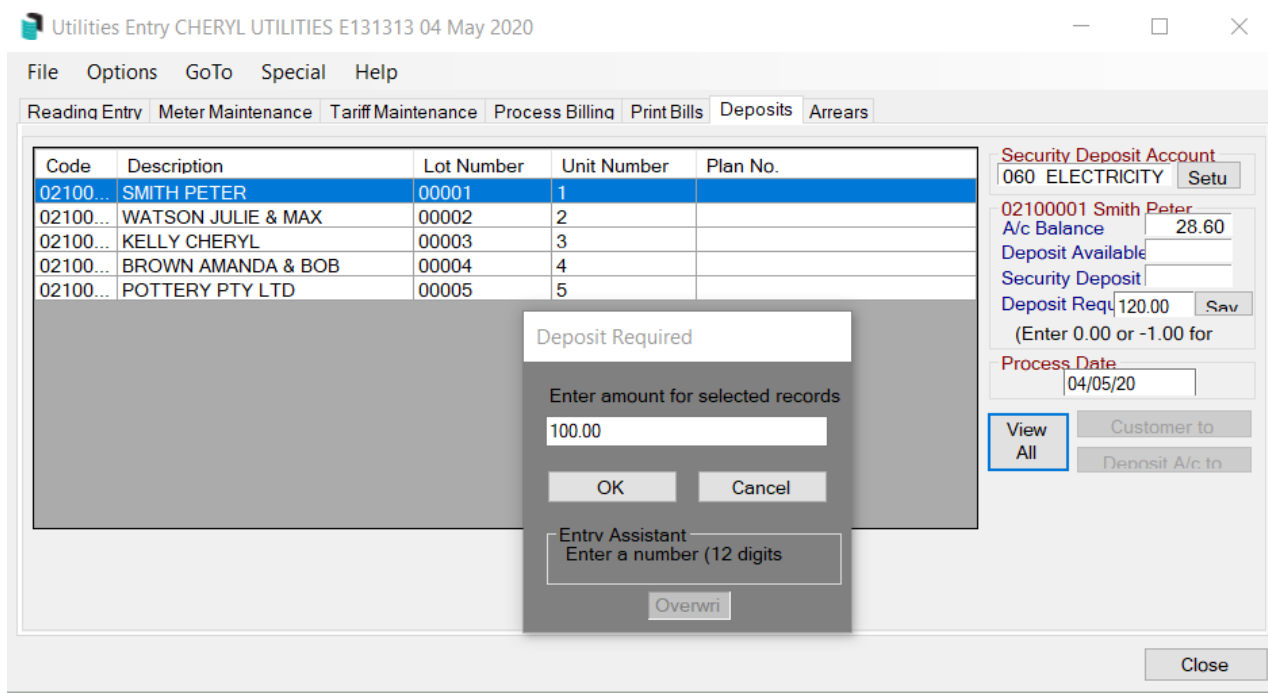 Utilities Entry CHERYL UTILITIES E131313 04 May 2020
File Options GoTo Special Help
Reading Entry Meter Maintenance Tariff Maintenance Process Billing Print Bills Deposits Arrears
Code Description Lot Number Unit Number Plan No.
02100... SMITH PETER 00001 1
02100... WATSON JULIE & MAX 00002 2
02100... KELLY CHERYL 00003 3
02100... BROWN AMANDA & BOB 00004 4
02100... POTTERY PTY LTD 00005 5
Deposit Required
Enter amount for selected records
100.00
OK Cancel
Entry Assistant
Enter a number (12 digits
Overwri
Security Deposit Account
060 ELECTRICITY Setu
02100001 Smith Peter
A/c Balance 28.60
Deposit Available
Security Deposit
Deposit Requ 120.00 Sav
(Enter 0.00 or -1.00 for
Process Date
04/05/20
View All
Customer to
Deposit A/c to
Close